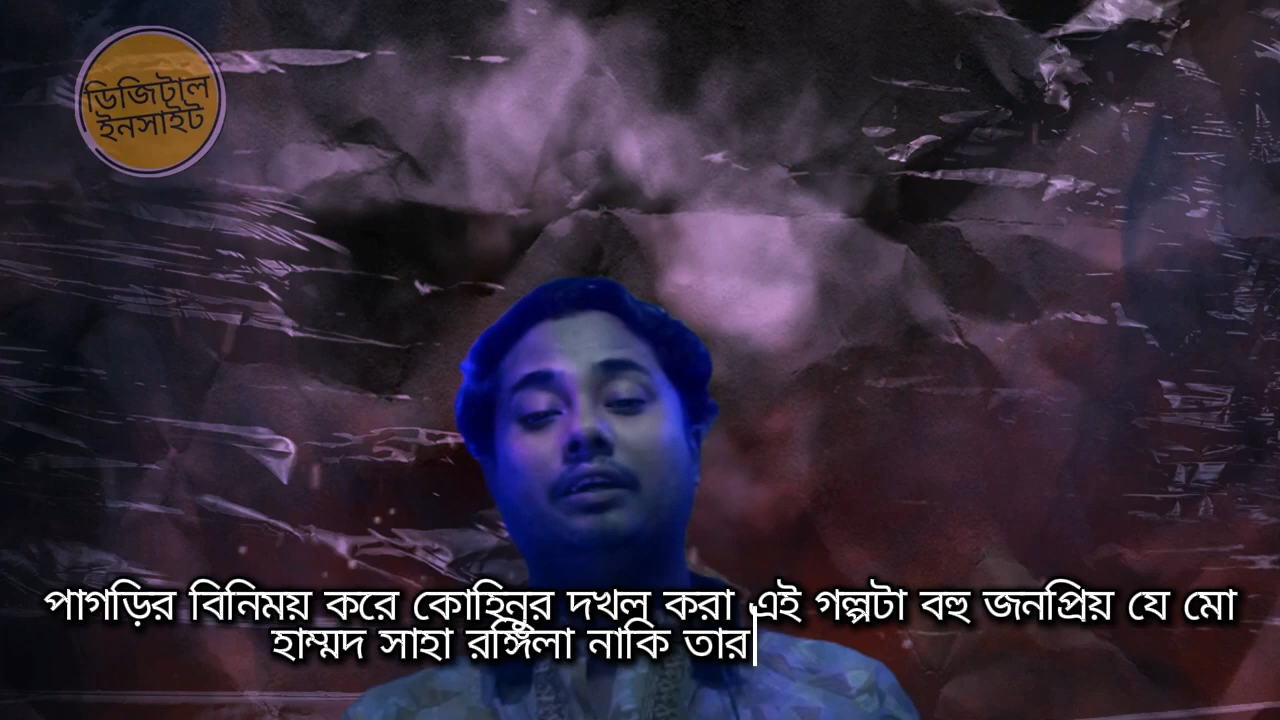 ডিজিটাল
ইনসাইট
পাগড়ির বিনিময় করে কোহিনুর দখল করা এই গল্পটা বহু জনপ্রিয় যে মো
হাম্মদ সাহা রঙ্গিলা নাকি তার